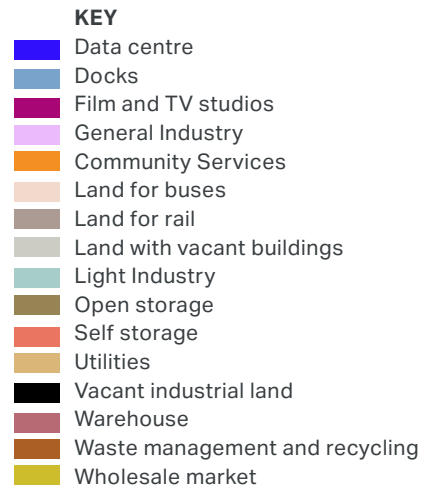 KEY
Data centre
Docks
Film and TV studios
General Industry
Community Services
Land for buses
Land for rail
Land with vacant buildings
Light Industry
Open storage
Self storage
Utilities
Vacant industrial land
Warehouse
Waste management and recycling
Wholesale market